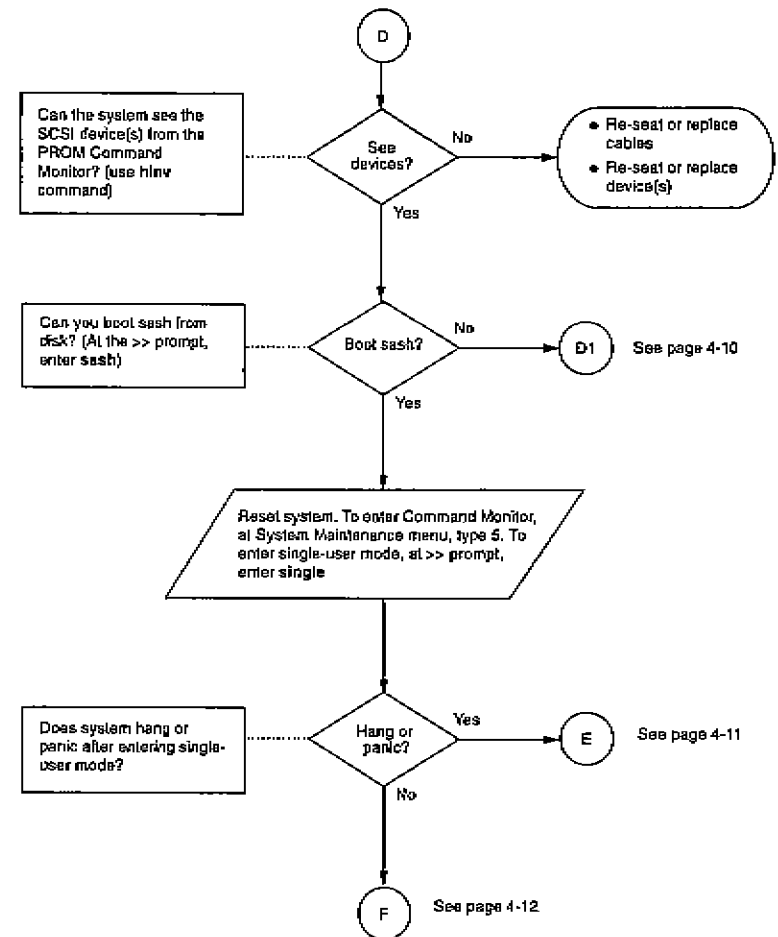 D
Can the system see the
SCSI device(s) from the
PROM Command
Monitor? (use hinv
command)
See
devices?
No
• Re-seat or replace
cables
• Re-seat or replace
device(s)
Yes
Can you boot sash from
disk? (At the >> prompt,
enter sash)
Boot sash?
No
D1
See page 4-10
Yes
Reset system. To enter Command Monitor,
at System Maintenance menu, type 5. To
enter single-user mode, at >> prompt,
enter single
Does system hang or
panic after entering single-
user mode?
Hang or
panic?
Yes
E
See page 4-11
No
F
See page 4-12